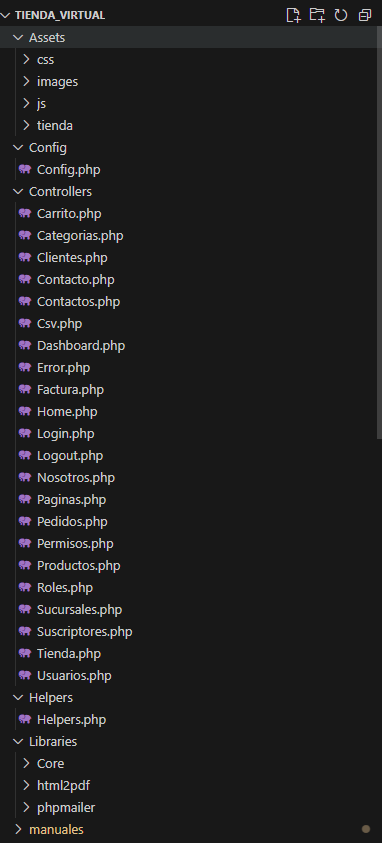 TIENDA_VIRTUAL
Assets
css
images
js
tienda
Config
Config.php
Controllers
Carrito.php
Categorias.php
Clientes.php
Contacto.php
Contactos.php
Csv.php
Dashboard.php
Error.php
Factura.php
Home.php
Login.php
Logout.php
Nosotros.php
Paginas.php
Pedidos.php
Permisos.php
Productos.php
Roles.php
Sucursales.php
Suscriptores.php
Tienda.php
Usuarios.php
Helpers
Helpers.php
Libraries
Core
html2pdf
phpmailer
manuales